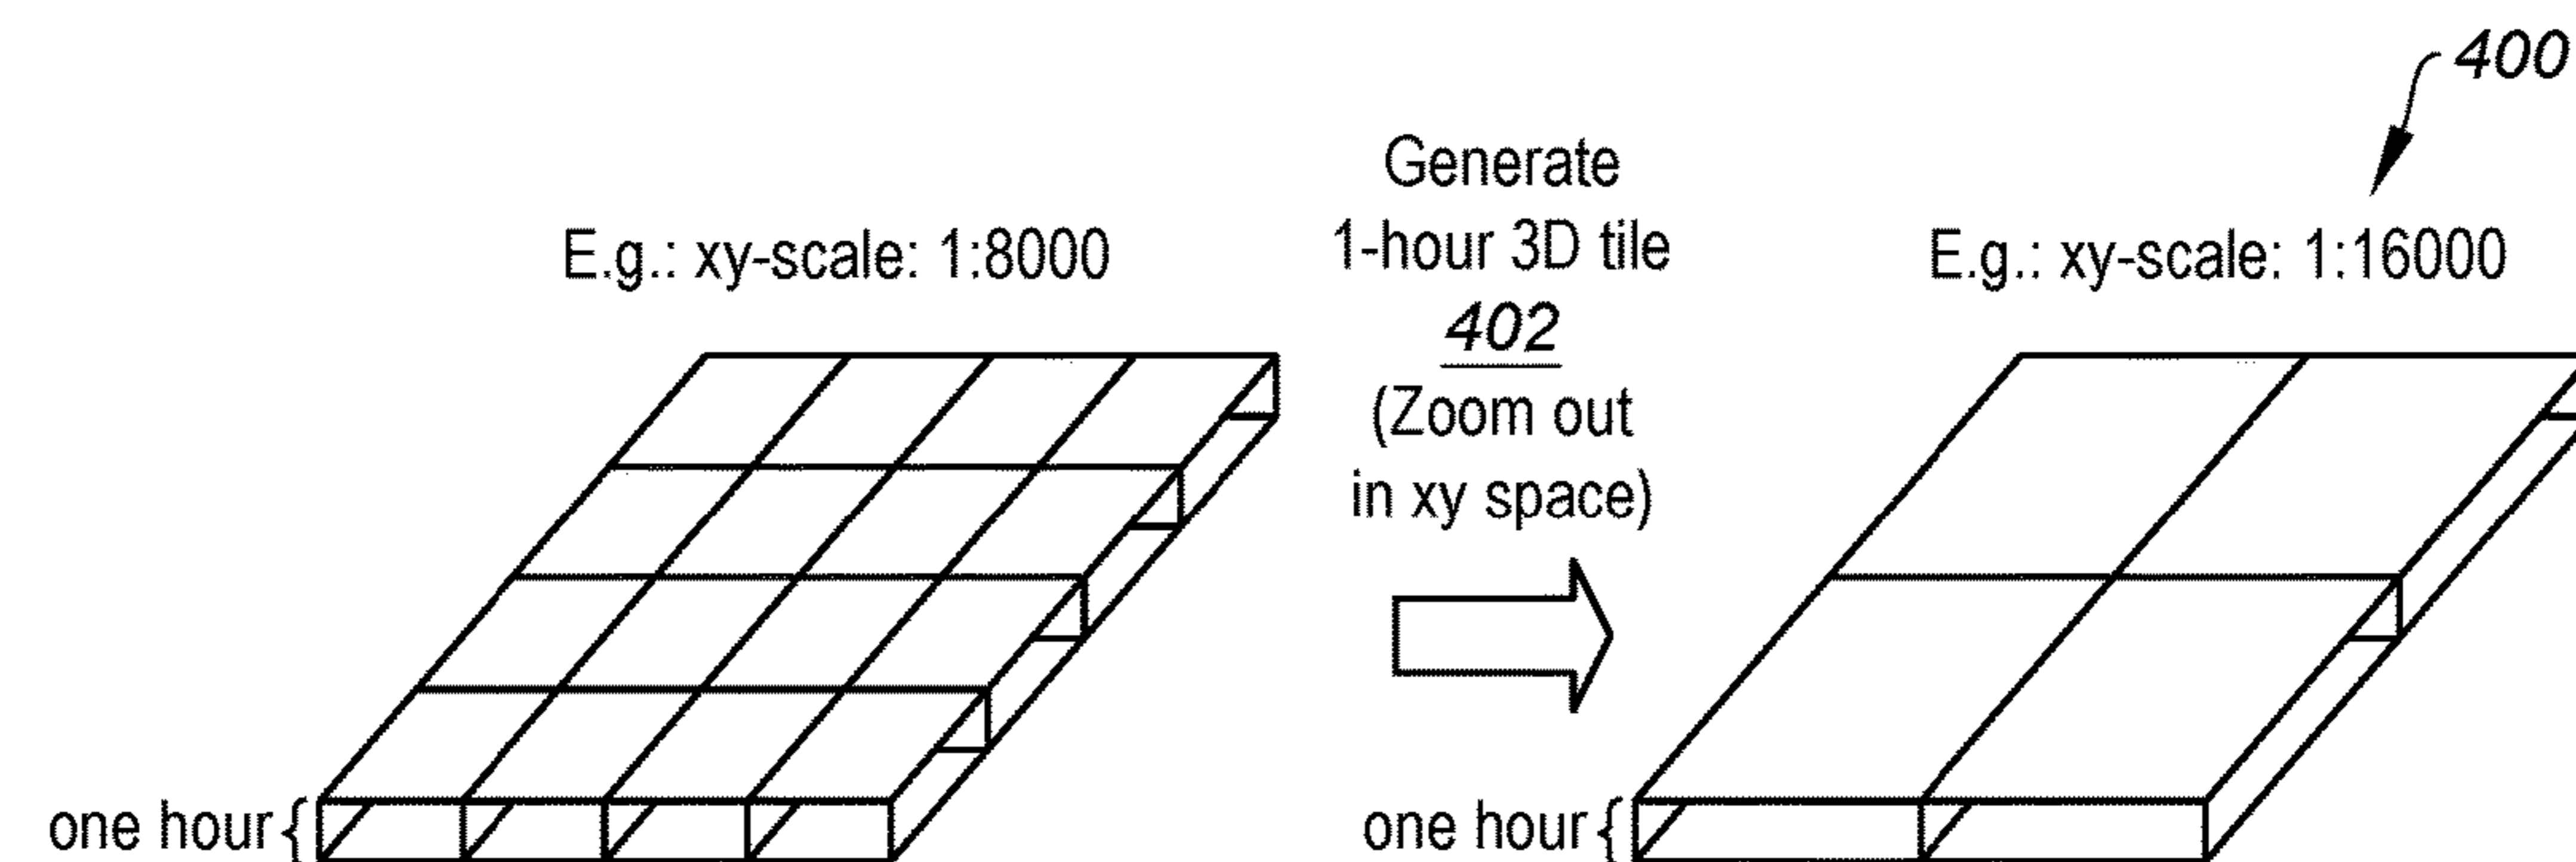 400
Generate
1-hour 3D tile
402
(Zoom out
in xy space)
E.g.: xy-scale: 1:8000
E.g.: xy-scale: 1:16000
one hour
one hour